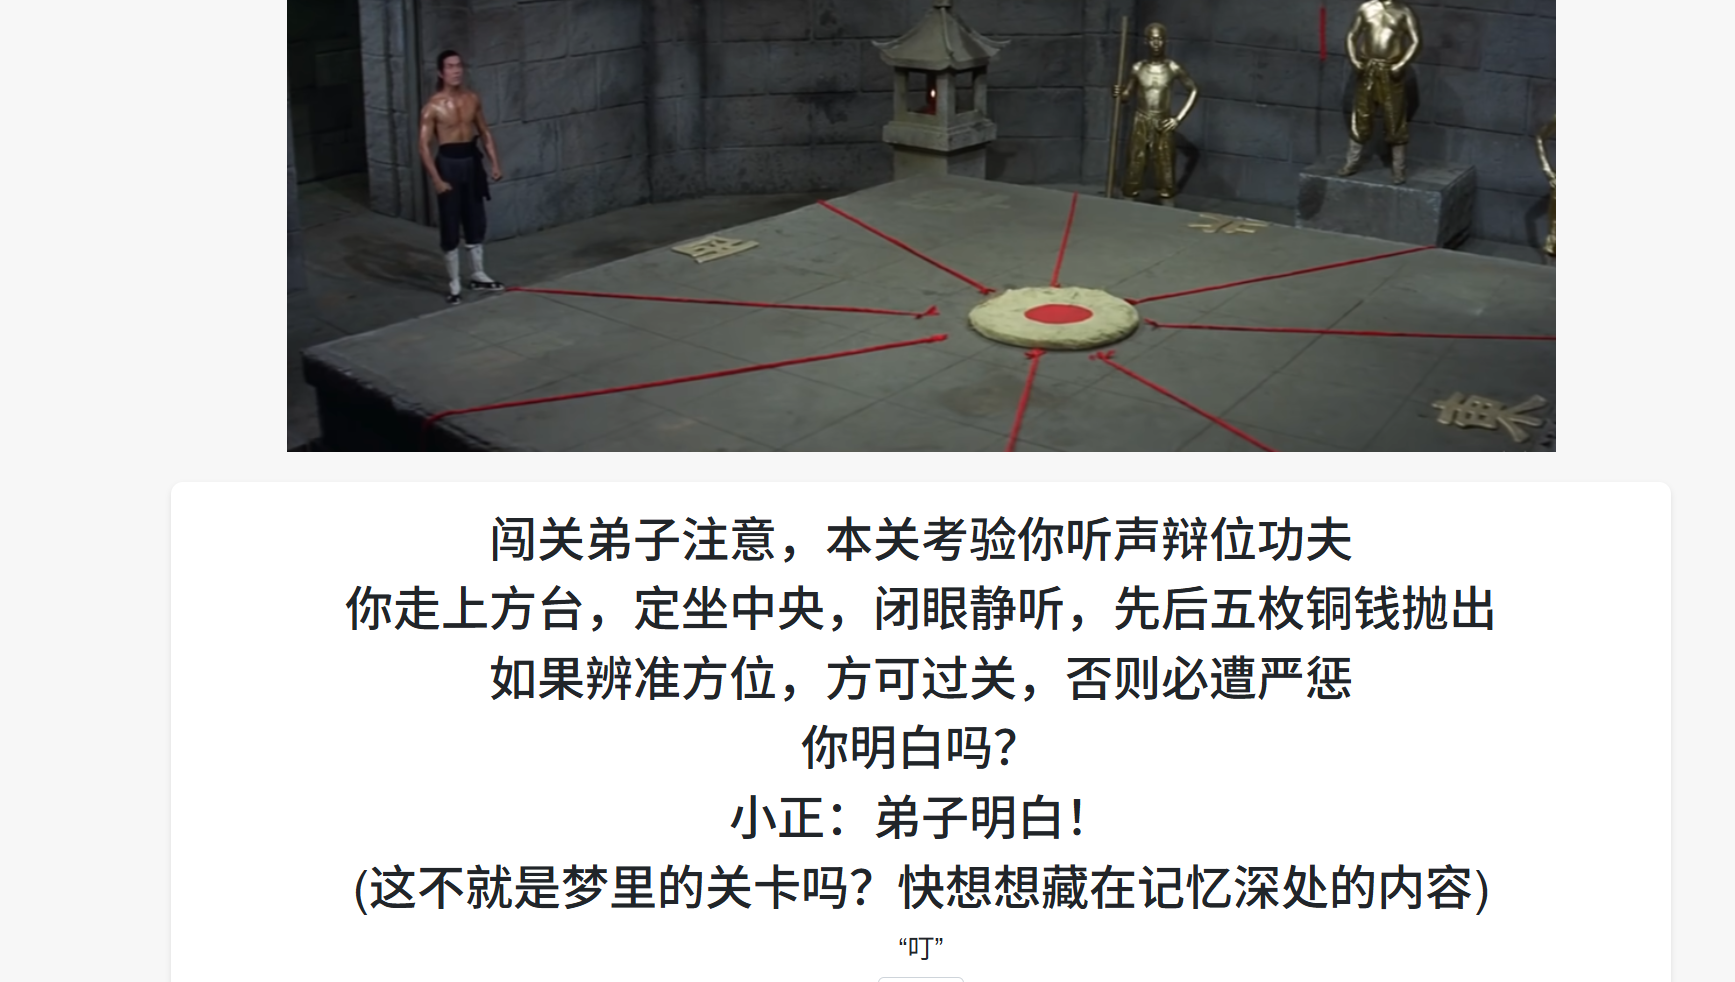 闯关弟子注意，本关考验你听声辩位功夫
你走上方台，定坐中央，闭眼静听，先后五枚铜钱抛出
如果辨准方位，方可过关，否则必遭严惩
你明白吗？
小正：弟子明白！
(这不就是梦里的关卡吗？快想想藏在记忆深处的内容)
“叮”